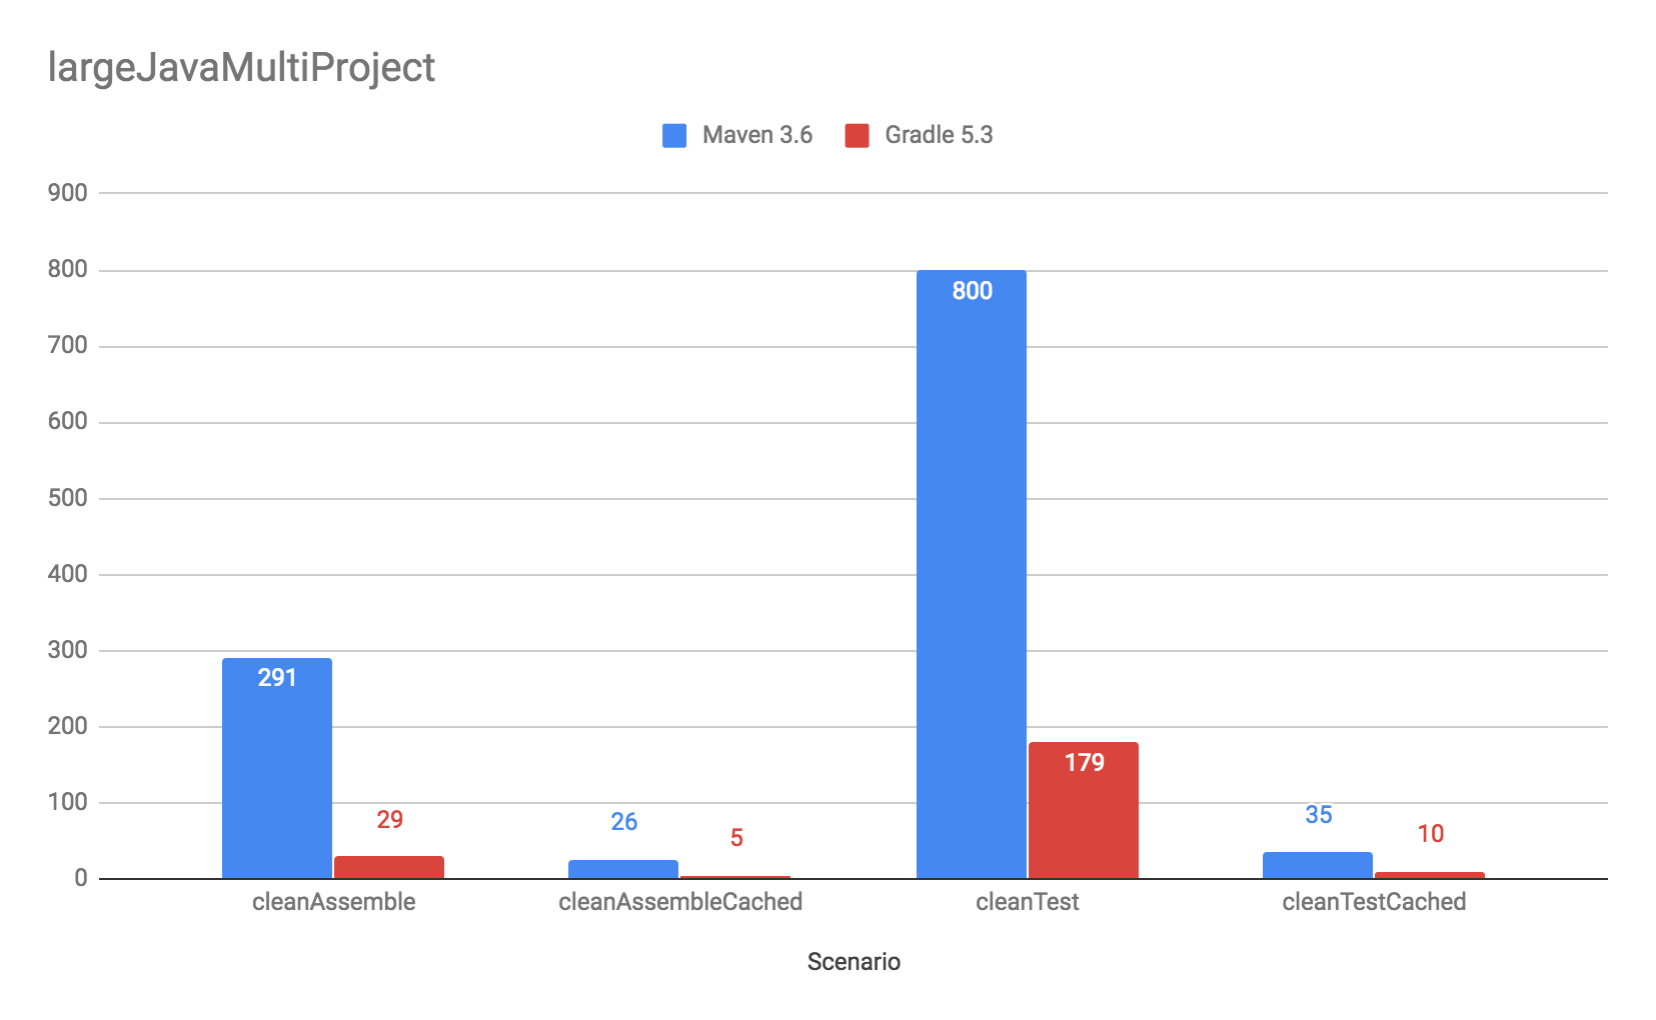 largeJavaMultiProject
Maven 3.6 Gradle 5.3
900
800
800
700
600
500
400
300
291
200
179
100
29 26 5 35 10
0
cleanAssemble cleanAssembleCached cleanTest cleanTestCached
Scenario